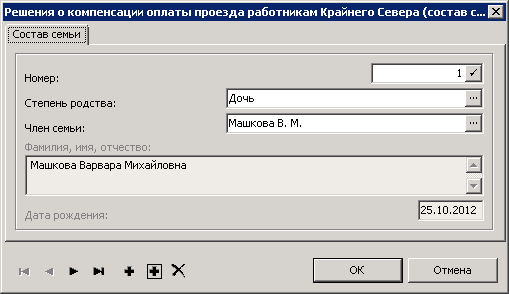 Решения о компенсации оплаты проезда работникам Крайнего Севера (состав с...
Состав семьи
Номер: 1
Степень родства: Дочь ...
Член семьи: Машкова В. М. ...
Фамилия, имя, отчество:
Машкова Варвара Михайловна
Дата рождения: 25.10.2012
OK Отмена